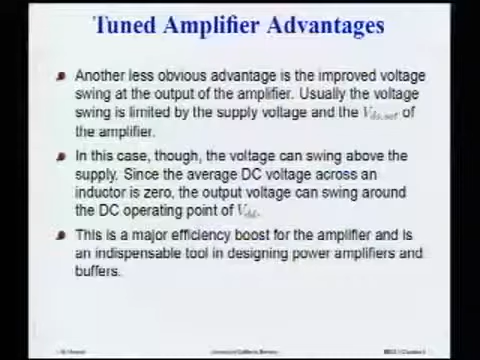 Tuned Amplifier Advantages
Another less obvious advantage is the improved voltage
swing at the output of the amplifier. Usually the voltage
swing is limited by the supply voltage and the V_{ds,sat} of
the amplifier.
In this case, though, the voltage can swing above the
supply. Since the average DC voltage across an
inductor is zero, the output voltage can swing around
the DC operating point of V_{dd}.
This is a major efficiency boost for the amplifier and is
an indispensable tool in designing power amplifiers and
buffers.